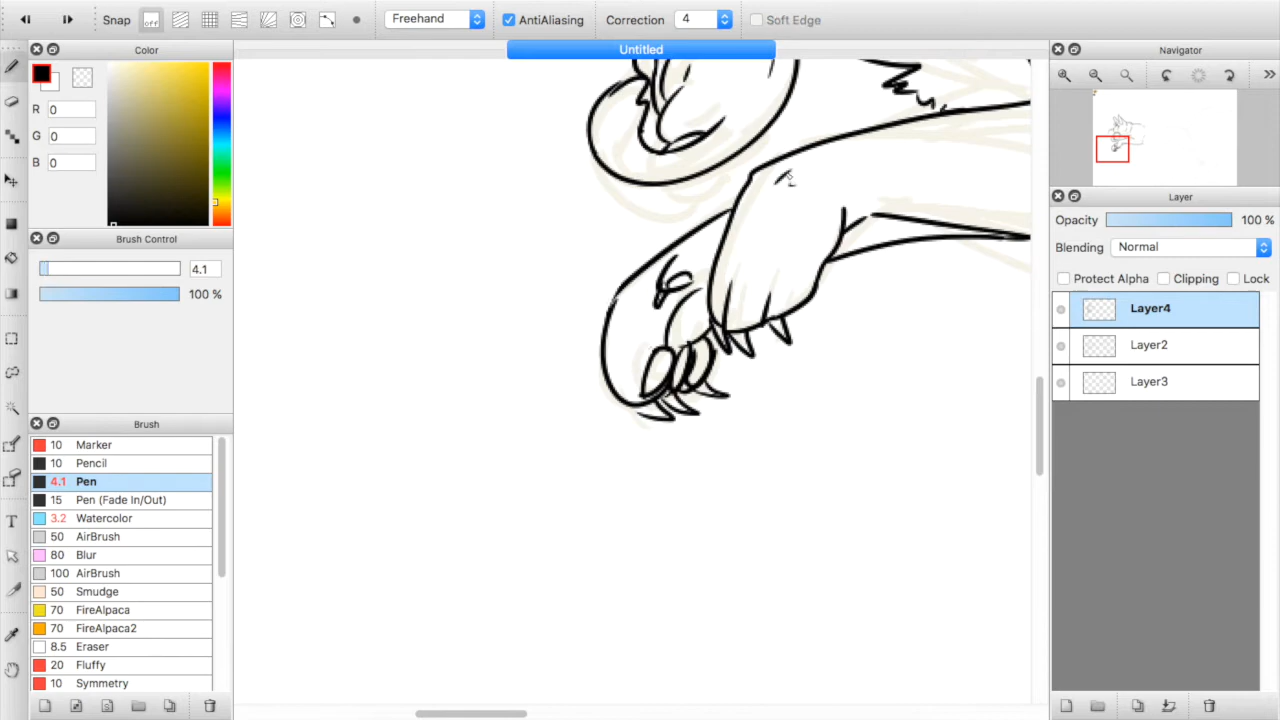 Snap off Freehand AntiAliasing Correction 4 Soft Edge
Color Untitled Navigator
R 0
G 0
B 0
Layer
Opacity 100 %
Brush Control
Blending Normal
4.1
Protect Alpha Clipping Lock
100 %
Layer4
Layer2
Layer3
Brush
10 Marker
10 Pencil
4.1 Pen
15 Pen (Fade In/Out)
3.2 Watercolor
50 AirBrush
80 Blur
100 AirBrush
50 Smudge
70 FireAlpaca
70 FireAlpaca2
8.5 Eraser
20 Fluffy
10 Symmetry
T